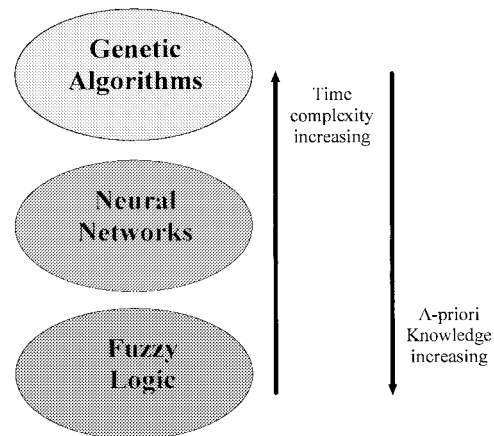 Genetic
Algorithms
Time
complexity
increasing
Neural
Networks
A-priori
Knowledge
increasing
Fuzzy
Logic